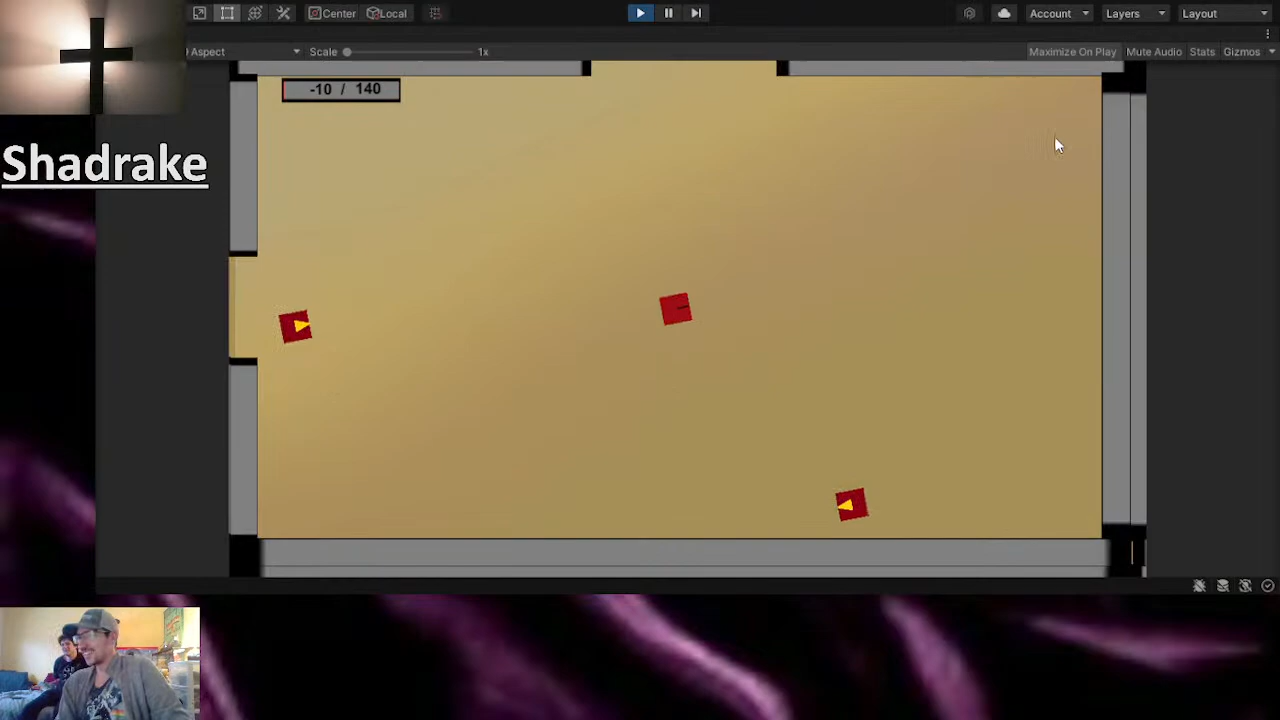 Center
Local
Account
Layers
Layout
Aspect
Scale
1x
Maximize On Play
Mute Audio
Stats
Gizmos
-10 / 140
Shadrake